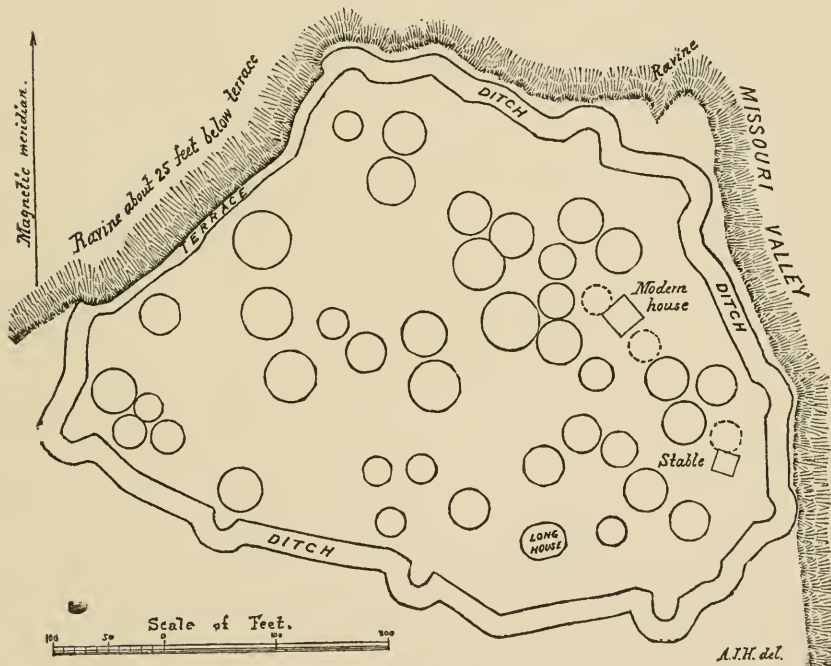 Magnetic meridian.
Ravine about 25 feet below terrace
TERRACE
DITCH
Ravine
MISSOURI VALLEY
Modern
house
DITCH
Stable
LONG
HOUSE
DITCH
Scale of Feet.
100 50 0 100 200
A.J.H. del.